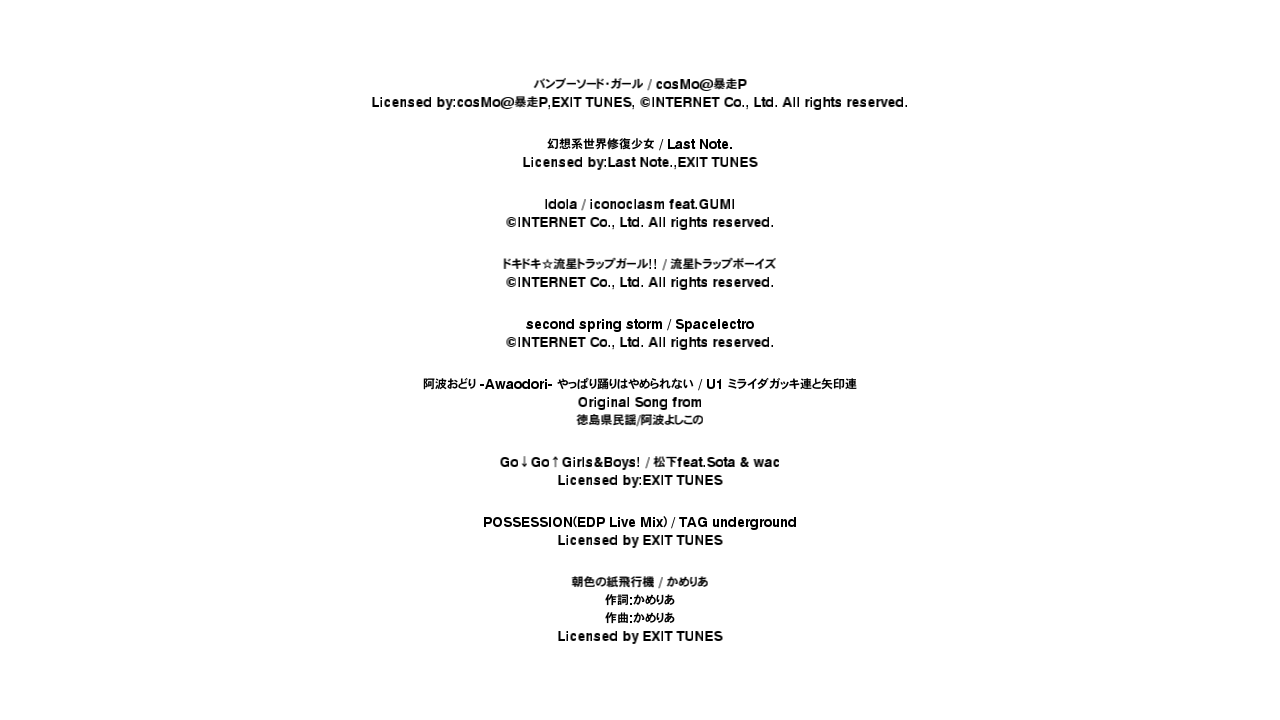 バンブーソード・ガール / cosMo@暴走P
Licensed by:cosMo@暴走P,EXIT TUNES, ©INTERNET Co., Ltd. All rights reserved.
幻想系世界修復少女 / Last Note.
Licensed by:Last Note.,EXIT TUNES
Idola / iconoclasm feat.GUMI
©INTERNET Co., Ltd. All rights reserved.
ドキドキ☆流星トラップガール!! / 流星トラップボーイズ
©INTERNET Co., Ltd. All rights reserved.
second spring storm / Spacelectro
©INTERNET Co., Ltd. All rights reserved.
阿波おどり -Awaodori- やっぱり踊りはやめられない / U1 ミライダガッキ連と矢印連
Original Song from
徳島県民謡/阿波よしこの
Go↓Go↑Girls&Boys! / 松下feat.Sota & wac
Licensed by:EXIT TUNES
POSSESSION(EDP Live Mix) / TAG underground
Licensed by EXIT TUNES
朝色の紙飛行機 / かめりあ
作詞:かめりあ
作曲:かめりあ
Licensed by EXIT TUNES